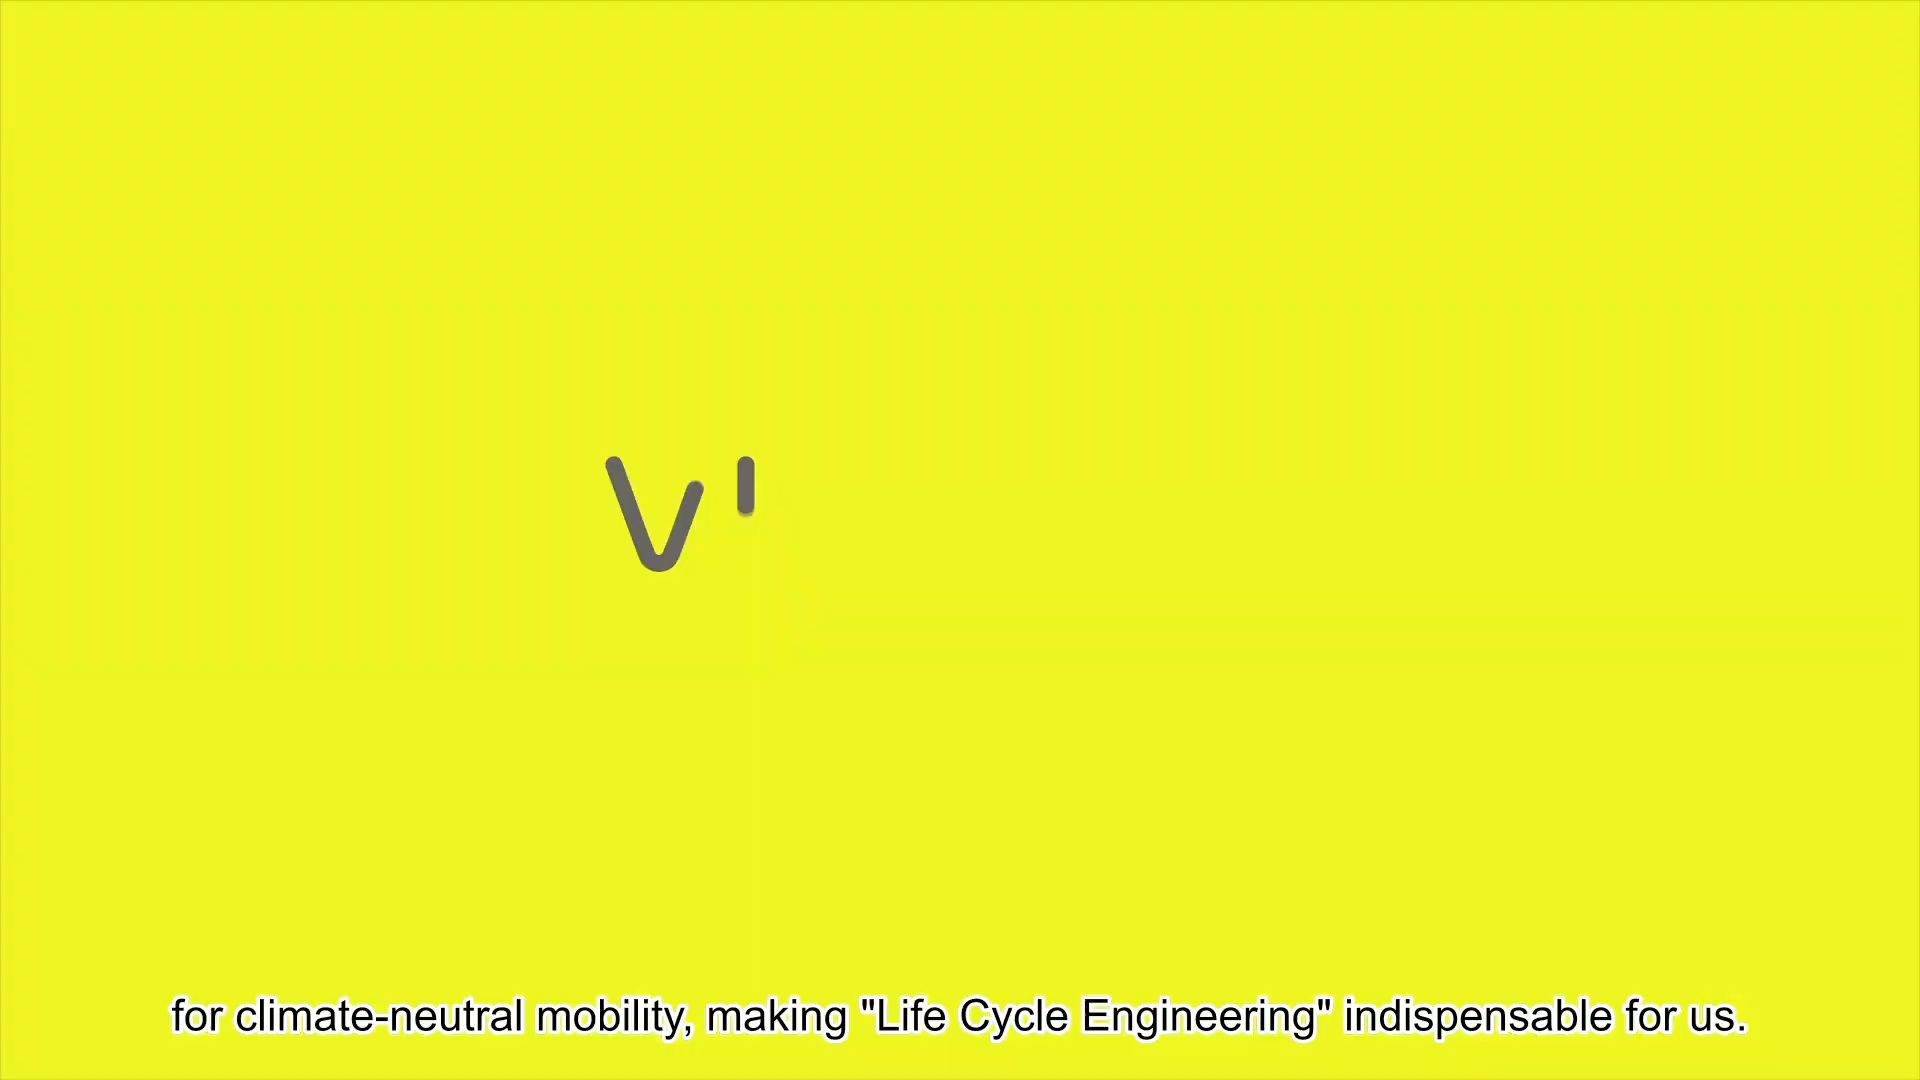 V
for climate-neutral mobility, making "Life Cycle Engineering" indispensable for us.